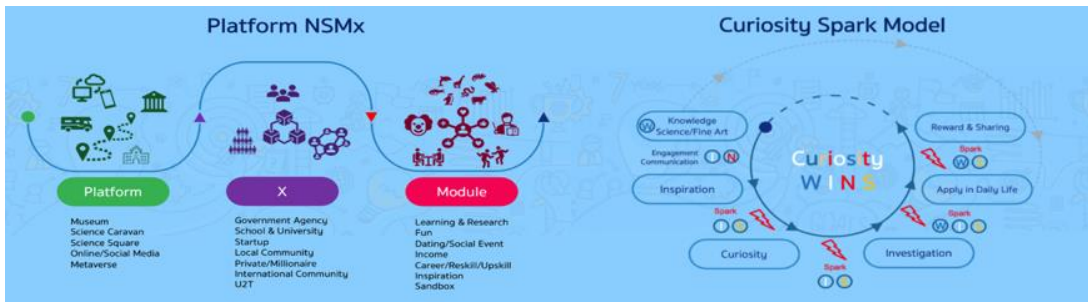 Platform NSMx
Platform
Museum
Science Caravan
Science Square
Online/Social Media
Metaverse
X
Government Agency
School & University
Startup
Local Community
Private/Millionaire
International Community
U2T
Module
Learning & Research
Fun
Dating/Social Event
Income
Career/Reskill/Upskill
Inspiration
Sandbox
Curiosity Spark Model
W
Knowledge
Science/Fine Art
Engagement
Communication
I N
Inspiration
Spark
I S
Curiosity
Spark
I S
Investigation
Spark
W I S
Apply in Daily Life
Spark
W S
Reward & Sharing
Curiosity
WINS